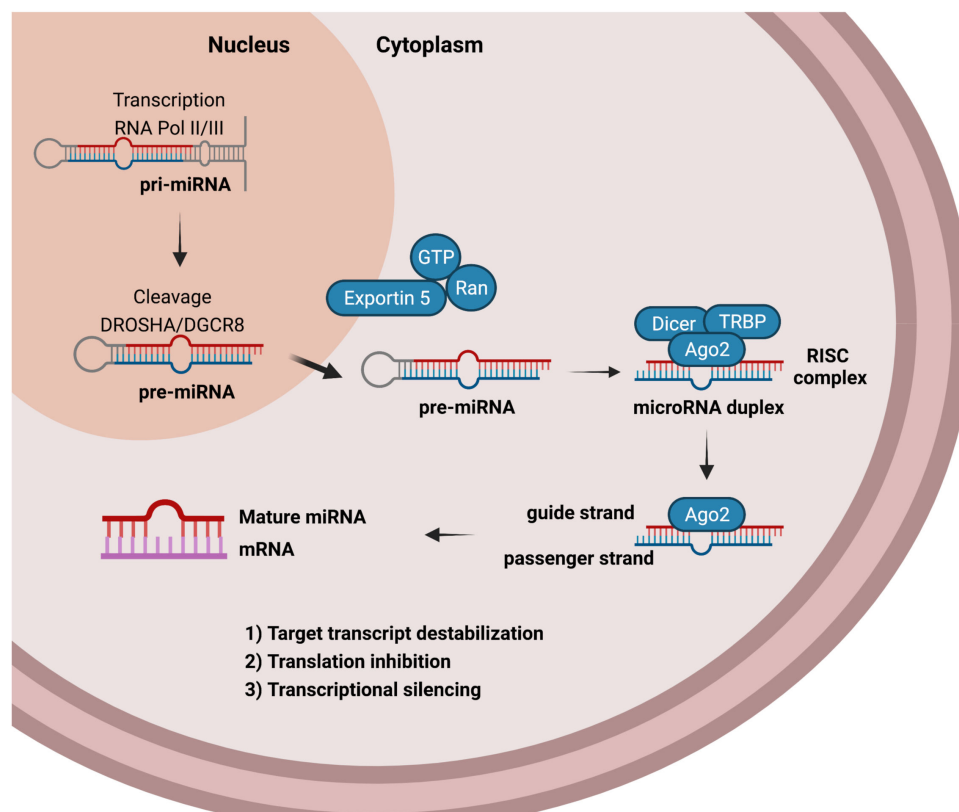 Nucleus
Cytoplasm
Transcription
RNA Pol II/III
pri-miRNA
Cleavage
DROSHA/DGCR8
pre-miRNA
GTP
Exportin 5
Ran
pre-miRNA
Dicer
TRBP
Ago2
RISC
complex
microRNA duplex
guide strand
Ago2
passenger strand
Mature miRNA
mRNA
1) Target transcript destabilization
2) Translation inhibition
3) Transcriptional silencing